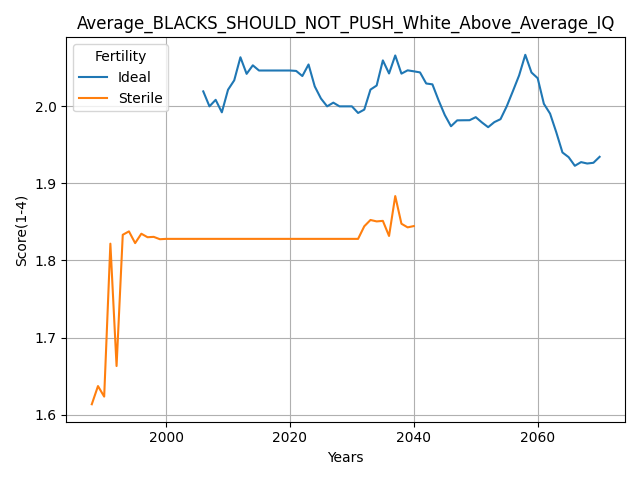 Average_BLACKS_SHOULD_NOT_PUSH_White_Above_Average_IQ
Fertility
Ideal
Sterile
Score(1-4)
2.0
1.9
1.8
1.7
1.6
2000
2020
2040
2060
Years